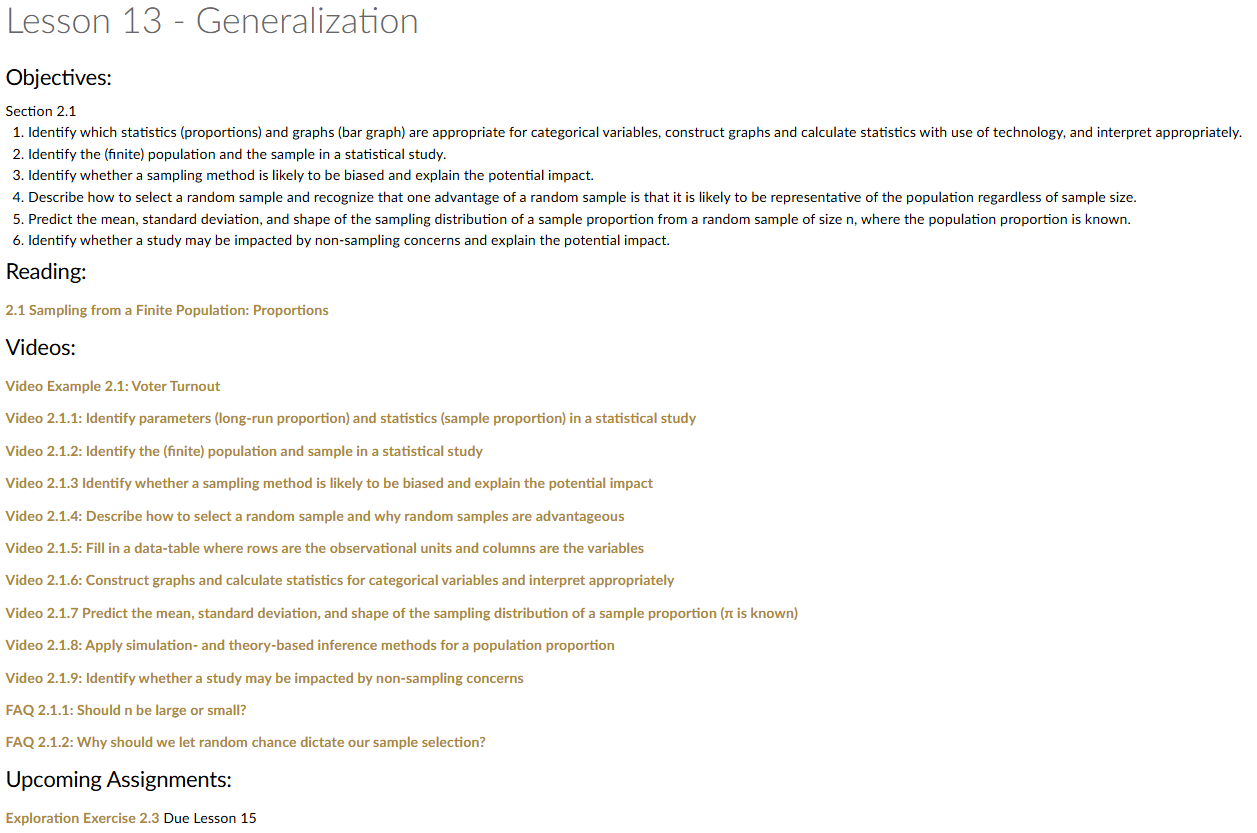 Lesson 13 - Generalization
Objectives:
Section 2.1
1. Identify which statistics (proportions) and graphs (bar graph) are appropriate for categorical variables, construct graphs and calculate statistics with use of technology, and interpret appropriately.
2. Identify the (finite) population and the sample in a statistical study.
3. Identify whether a sampling method is likely to be biased and explain the potential impact.
4. Describe how to select a random sample and recognize that one advantage of a random sample is that it is likely to be representative of the population regardless of sample size.
5. Predict the mean, standard deviation, and shape of the sampling distribution of a sample proportion from a random sample of size n, where the population proportion is known.
6. Identify whether a study may be impacted by non-sampling concerns and explain the potential impact.
Reading:
2.1 Sampling from a Finite Population: Proportions
Videos:
Video Example 2.1: Voter Turnout
Video 2.1.1: Identify parameters (long-run proportion) and statistics (sample proportion) in a statistical study
Video 2.1.2: Identify the (finite) population and sample in a statistical study
Video 2.1.3 Identify whether a sampling method is likely to be biased and explain the potential impact
Video 2.1.4: Describe how to select a random sample and why random samples are advantageous
Video 2.1.5: Fill in a data-table where rows are the observational units and columns are the variables
Video 2.1.6: Construct graphs and calculate statistics for categorical variables and interpret appropriately
Video 2.1.7 Predict the mean, standard deviation, and shape of the sampling distribution of a sample proportion (π is known)
Video 2.1.8: Apply simulation- and theory-based inference methods for a population proportion
Video 2.1.9: Identify whether a study may be impacted by non-sampling concerns
FAQ 2.1.1: Should n be large or small?
FAQ 2.1.2: Why should we let random chance dictate our sample selection?
Upcoming Assignments:
Exploration Exercise 2.3 Due Lesson 15